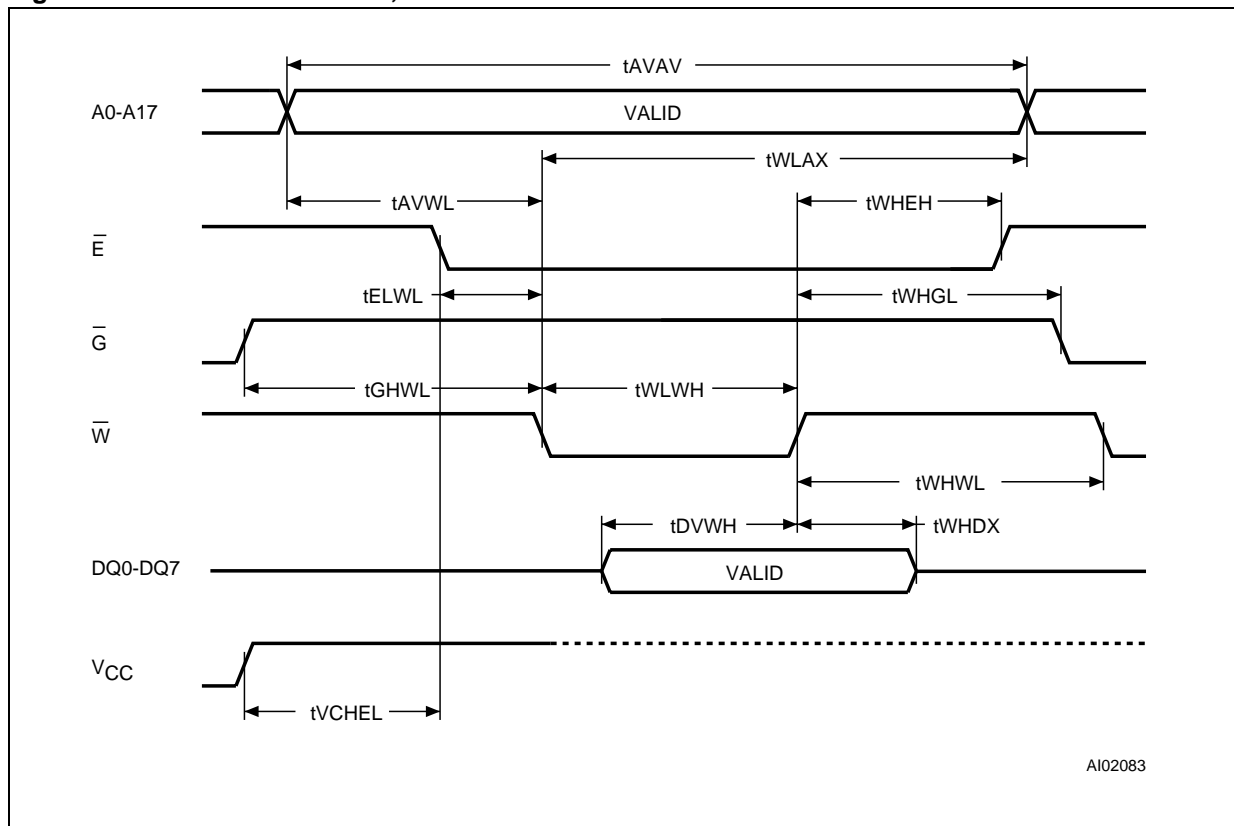 tAVAV
A0-A17
VALID
tWLAX
tAVWL
tWHEH
E
tELWL
tWHGL
G
tGHWL
tWLWH
W
tWHWL
tDVWH
tWHDX
DQ0-DQ7
VALID
VCC
tVCHEL
AI02083